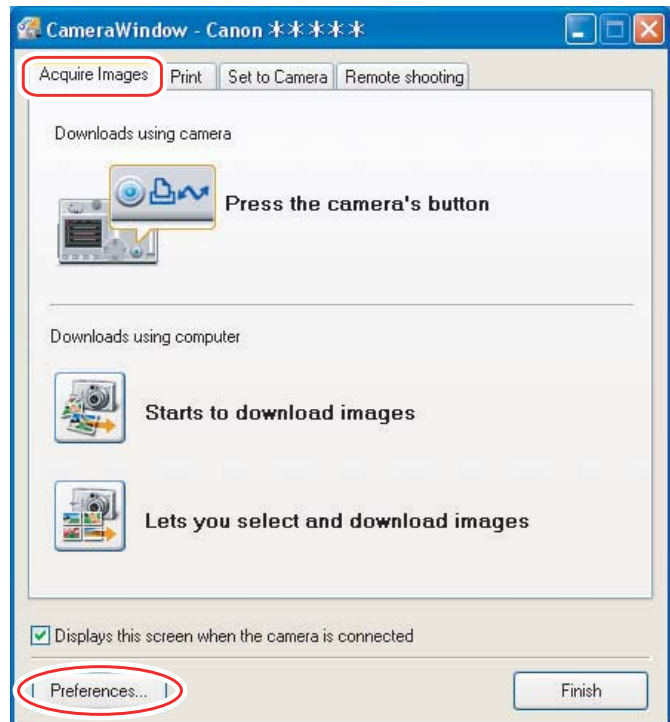 CameraWindow - Canon *****
Acquire Images Print Set to Camera Remote shooting
Downloads using camera
Press the camera's button
Downloads using computer
Starts to download images
Lets you select and download images
Displays this screen when the camera is connected
Preferences... Finish